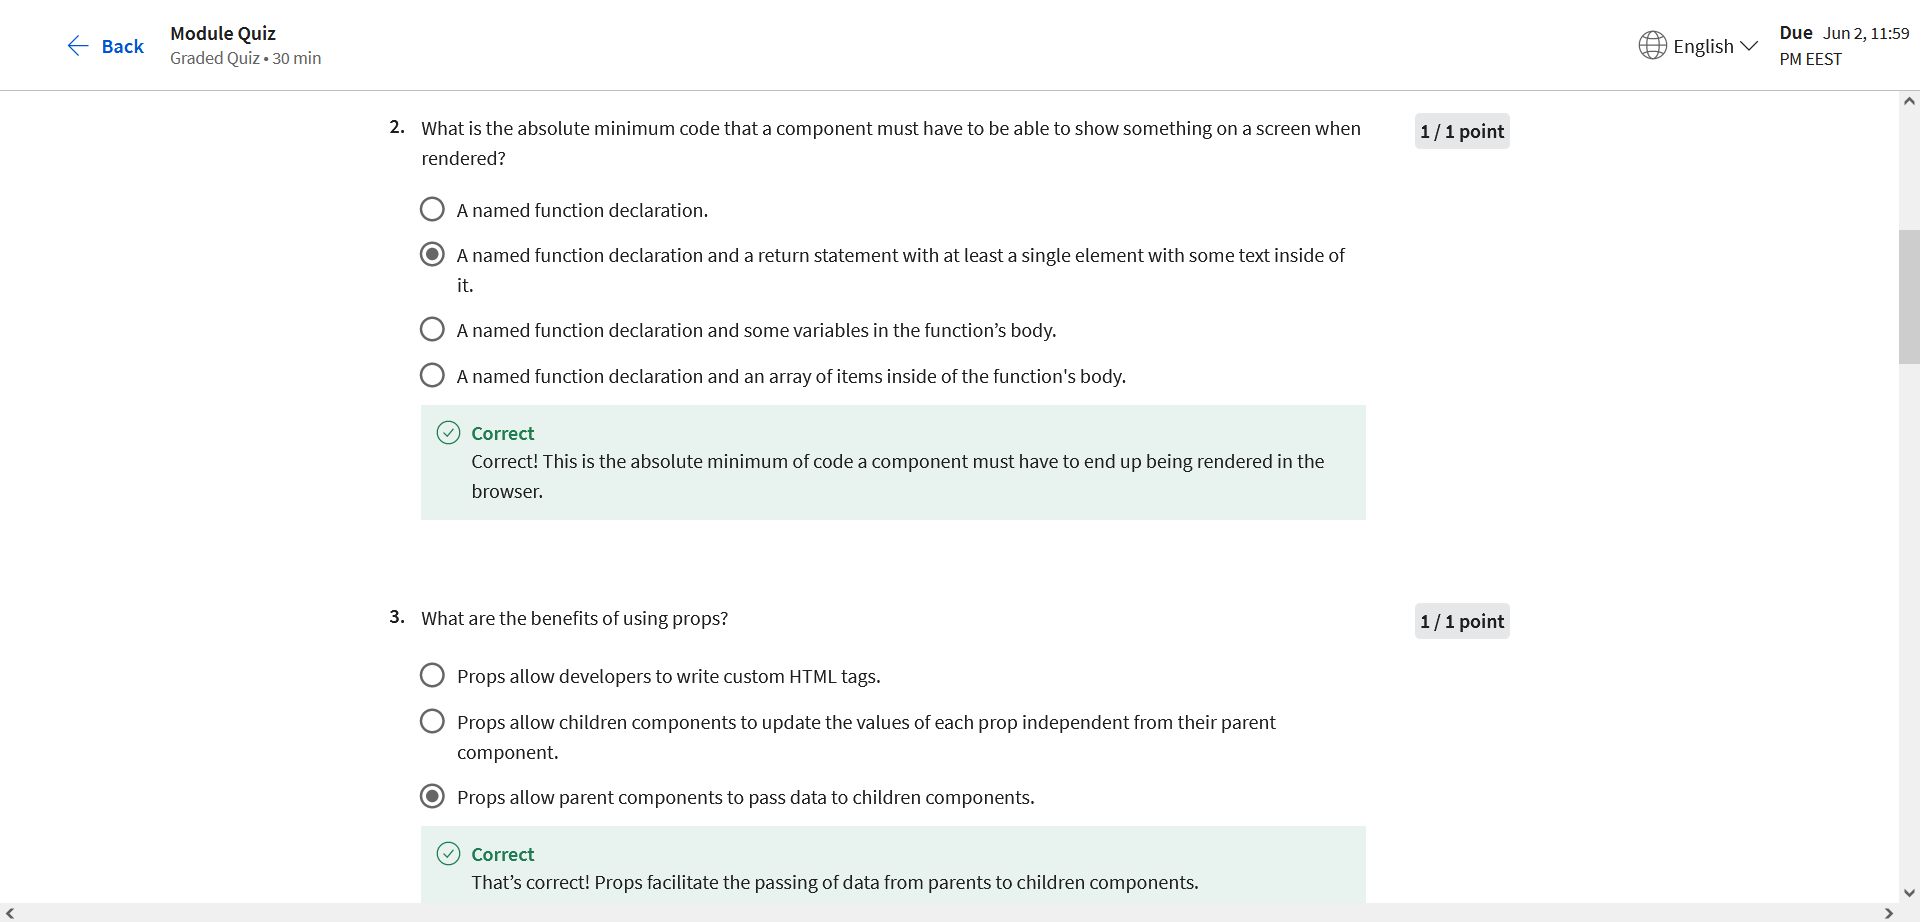 Back
Module Quiz
Graded Quiz • 30 min
English
Due Jun 2, 11:59
PM EEST
2. What is the absolute minimum code that a component must have to be able to show something on a screen when
rendered?
1 / 1 point
A named function declaration.
A named function declaration and a return statement with at least a single element with some text inside of
it.
A named function declaration and some variables in the function’s body.
A named function declaration and an array of items inside of the function's body.
Correct
Correct! This is the absolute minimum of code a component must have to end up being rendered in the
browser.
3. What are the benefits of using props?
1 / 1 point
Props allow developers to write custom HTML tags.
Props allow children components to update the values of each prop independent from their parent
component.
Props allow parent components to pass data to children components.
Correct
That’s correct! Props facilitate the passing of data from parents to children components.